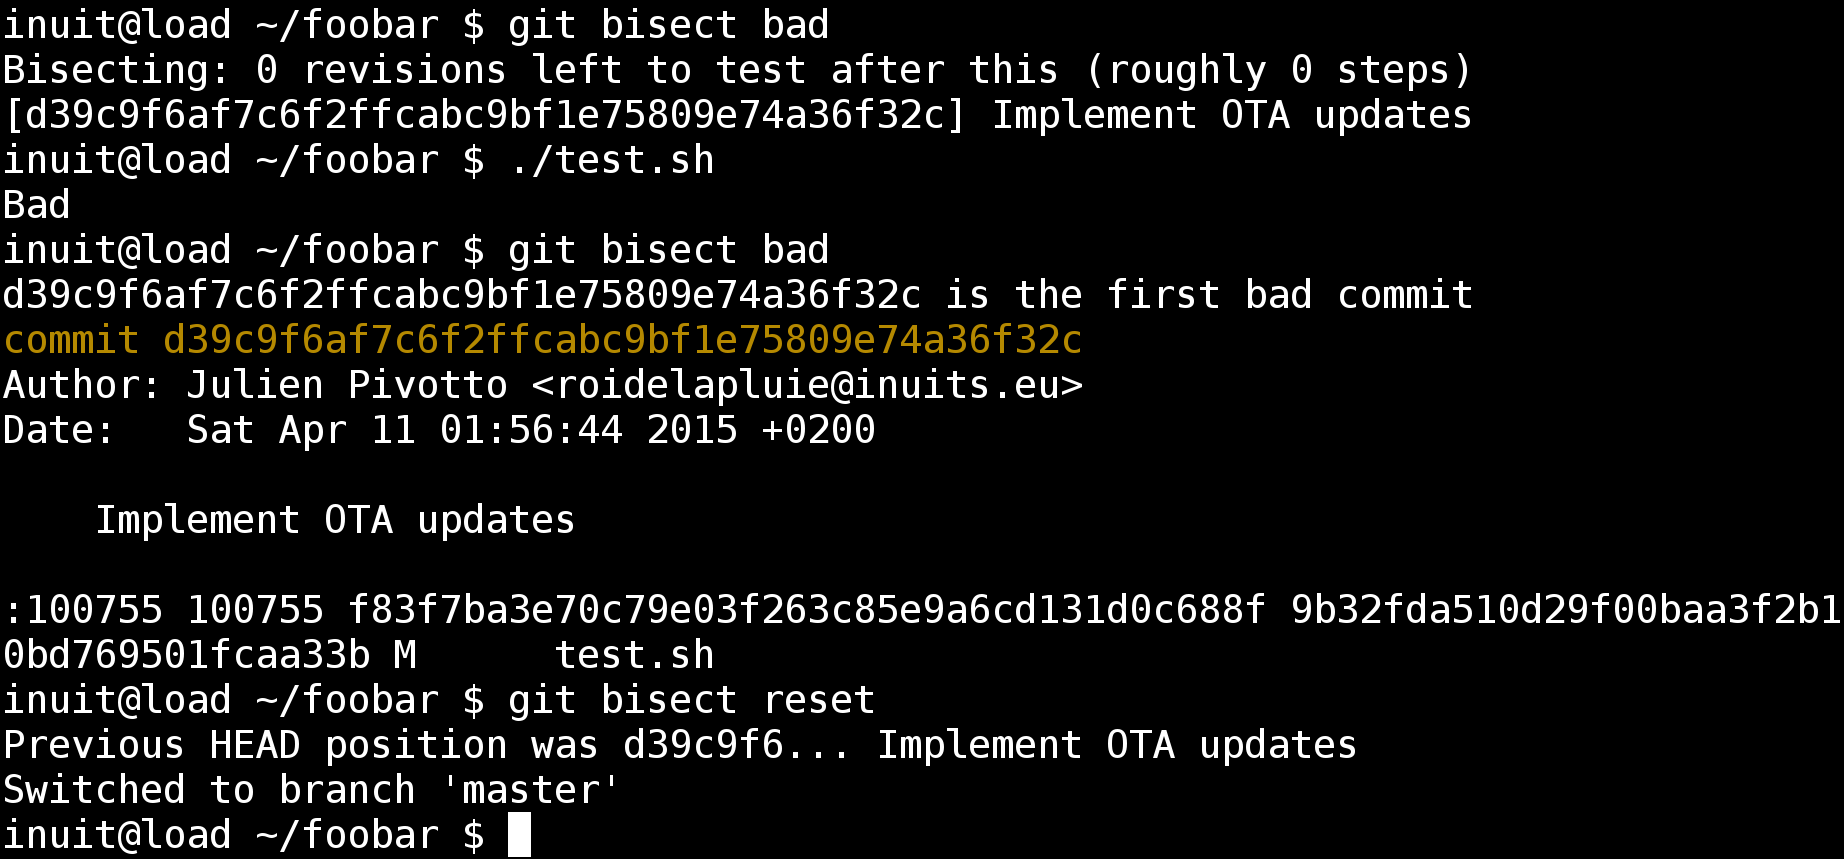 inuit@load ~/foobar $ git bisect bad
Bisecting: 0 revisions left to test after this (roughly 0 steps)
[d39c9f6af7c6f2ffcabc9bf1e75809e74a36f32c] Implement OTA updates
inuit@load ~/foobar $ ./test.sh
Bad
inuit@load ~/foobar $ git bisect bad
d39c9f6af7c6f2ffcabc9bf1e75809e74a36f32c is the first bad commit
commit d39c9f6af7c6f2ffcabc9bf1e75809e74a36f32c
Author: Julien Pivotto <roidelapluie@inuits.eu>
Date:   Sat Apr 11 01:56:44 2015 +0200

    Implement OTA updates

:100755 100755 f83f7ba3e70c79e03f263c85e9a6cd131d0c688f 9b32fda510d29f00baa3f2b1
0bd769501fcaa33b M      test.sh
inuit@load ~/foobar $ git bisect reset
Previous HEAD position was d39c9f6... Implement OTA updates
Switched to branch 'master'
inuit@load ~/foobar $